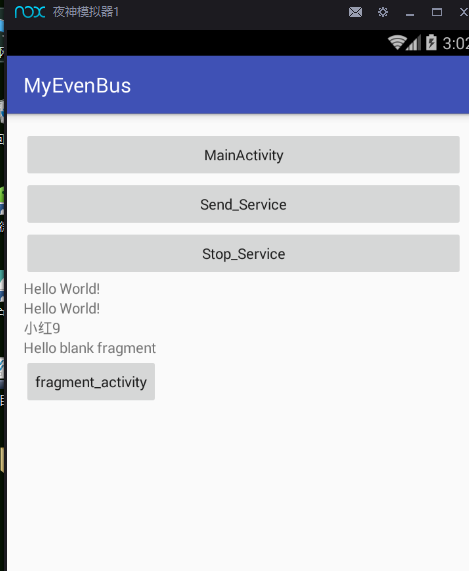 nox 夜神模拟器1
3:02
MyEvenBus
MainActivity
Send_Service
Stop_Service
Hello World!
Hello World!
小红9
Hello blank fragment
fragment_activity